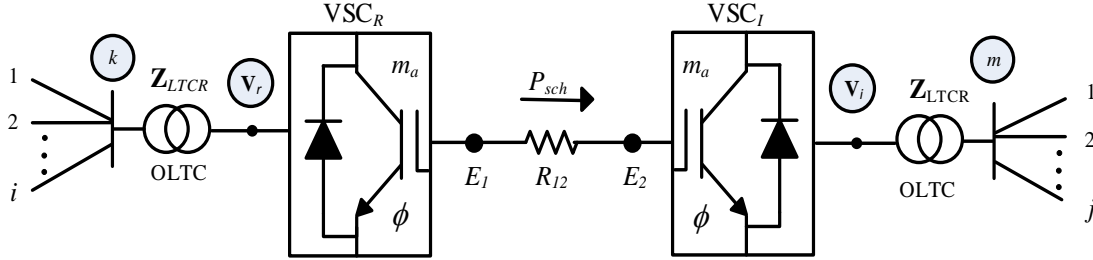 VSC_R
VSC_I
k
m
1
Z_LTCR
V_r
m_a
P_sch
m_a
V_i
Z_LTCR
1
2
2
OLTC
E_1
R_12
E_2
OLTC
i
ϕ
ϕ
j